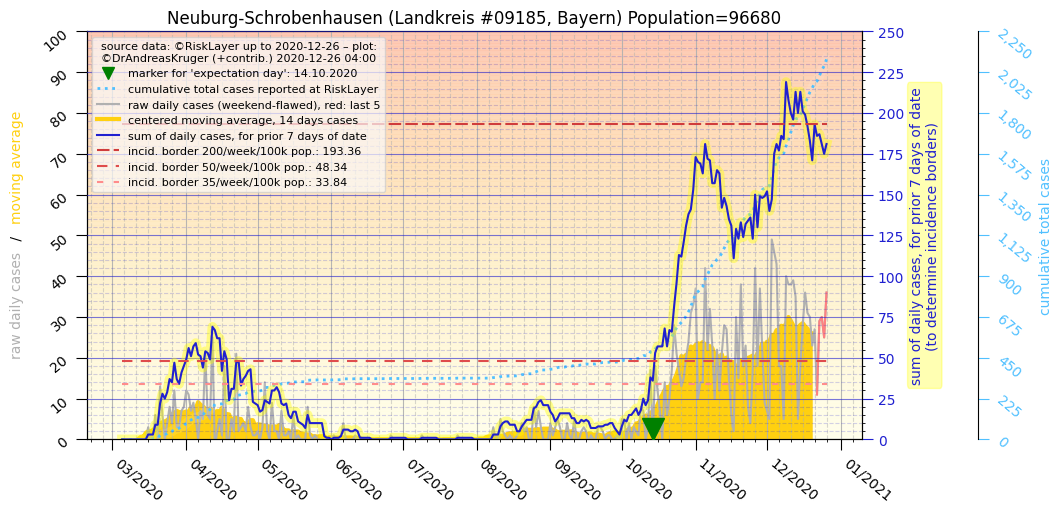 Neuburg-Schrobenhausen (Landkreis #09185, Bayern) Population=96680
source data: ©RiskLayer up to 2020-12-26 – plot:
©DrAndreasKruger (+contrib.) 2020-12-26 04:00
marker for 'expectation day': 14.10.2020
cumulative total cases reported at RiskLayer
raw daily cases (weekend-flawed), red: last 5
centered moving average, 14 days cases
sum of daily cases, for prior 7 days of date
incid. border 200/week/100k pop.: 193.36
incid. border 50/week/100k pop.: 48.34
incid. border 35/week/100k pop.: 33.84
raw daily cases / moving average
100
90
80
70
60
50
40
30
20
10
0
03/2020
04/2020
05/2020
06/2020
07/2020
08/2020
09/2020
10/2020
11/2020
12/2020
01/2021
250
225
200
175
150
125
100
75
50
25
0
sum of daily cases, for prior 7 days of date
(to determine incidence borders)
2,250
2,025
1,800
1,575
1,350
1,125
900
675
450
225
0
cumulative total cases